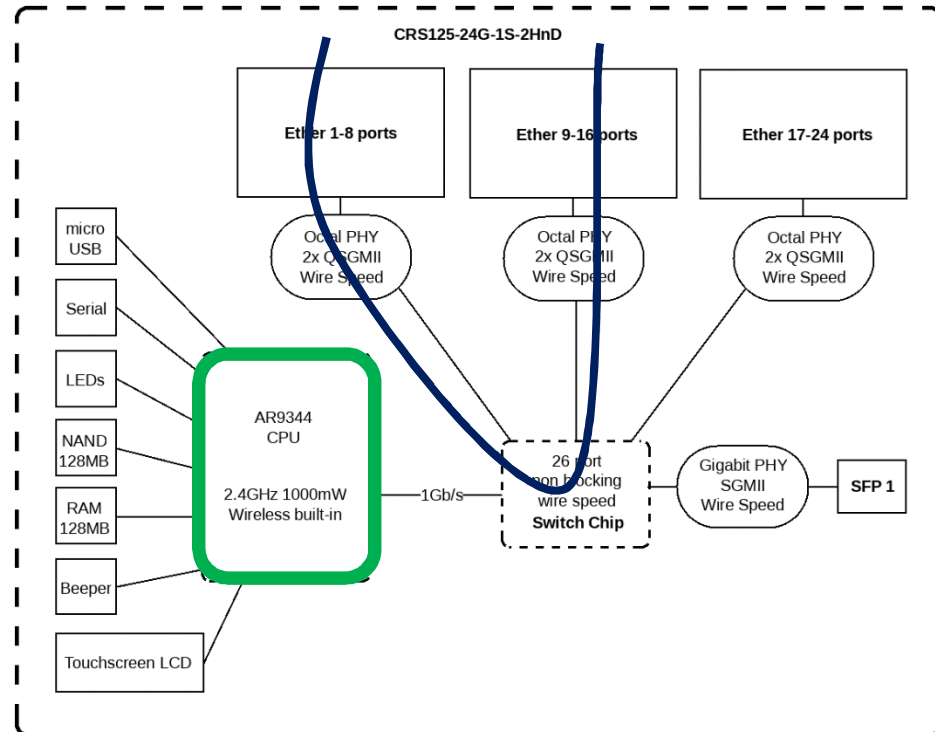 CRS125-24G-1S-2HnD
Ether 1-8 ports
Ether 9-16 ports
Ether 17-24 ports
Octal PHY
2x QSGMII
Wire Speed
Octal PHY
2x QSGMII
Wire Speed
Octal PHY
2x QSGMII
Wire Speed
micro
USB
Serial
LEDs
NAND
128MB
RAM
128MB
Beeper
Touchscreen LCD
AR9344
CPU
2.4GHz 1000mW
Wireless built-in
1Gb/s
26 port
non blocking
wire speed
Switch Chip
Gigabit PHY
SGMII
Wire Speed
SFP 1